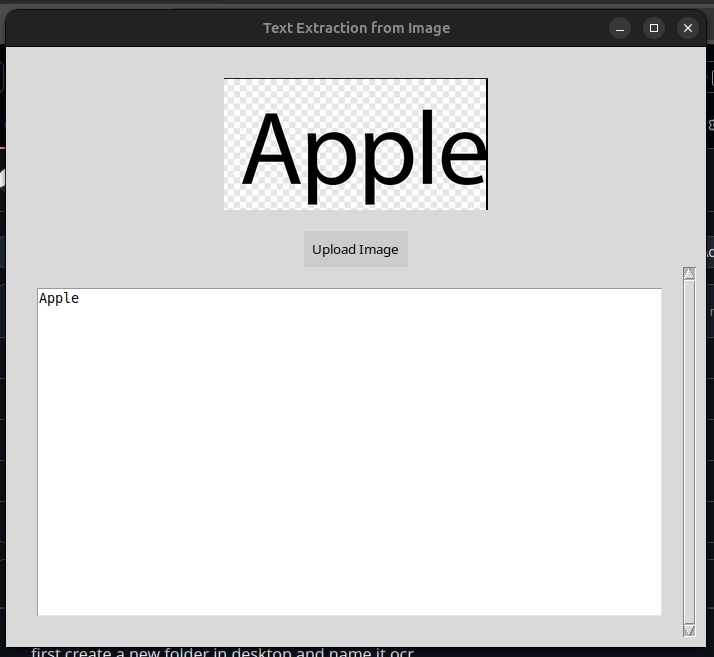 Text Extraction from Image
Apple
Upload Image
Apple
first create a new folder in desktop and name it ocr